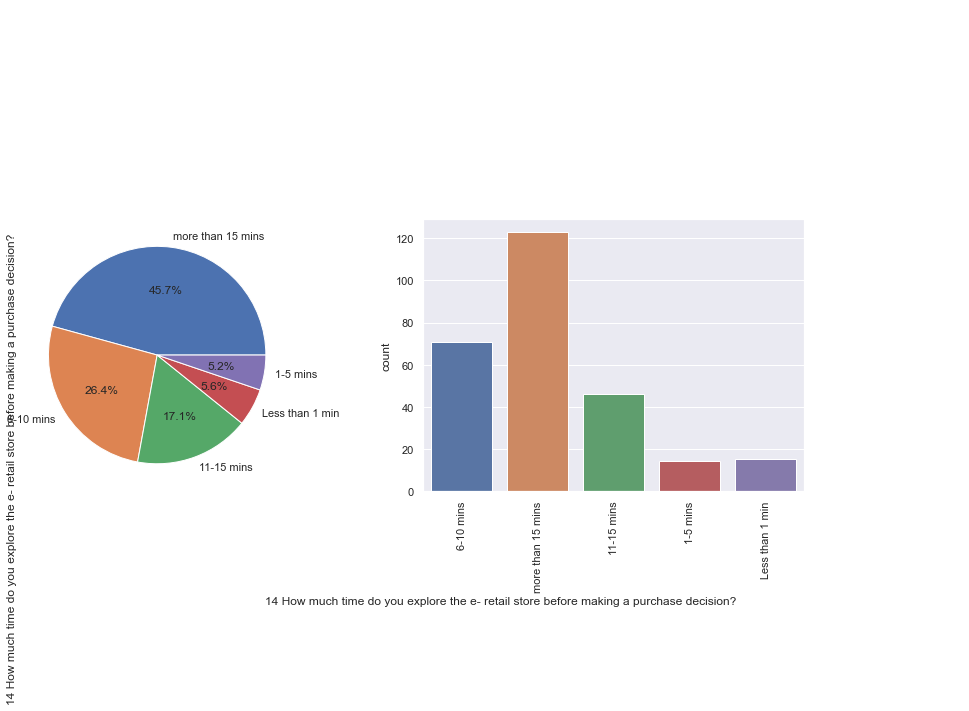 14 How much time do you explore the e- retail store before making a purchase decision?
more than 15 mins
45.7%
26.4%
-10 mins
17.1%
11-15 mins
5.6%
Less than 1 min
5.2%
1-5 mins
count
120
100
80
60
40
20
0
6-10 mins
more than 15 mins
11-15 mins
1-5 mins
Less than 1 min
14 How much time do you explore the e- retail store before making a purchase decision?